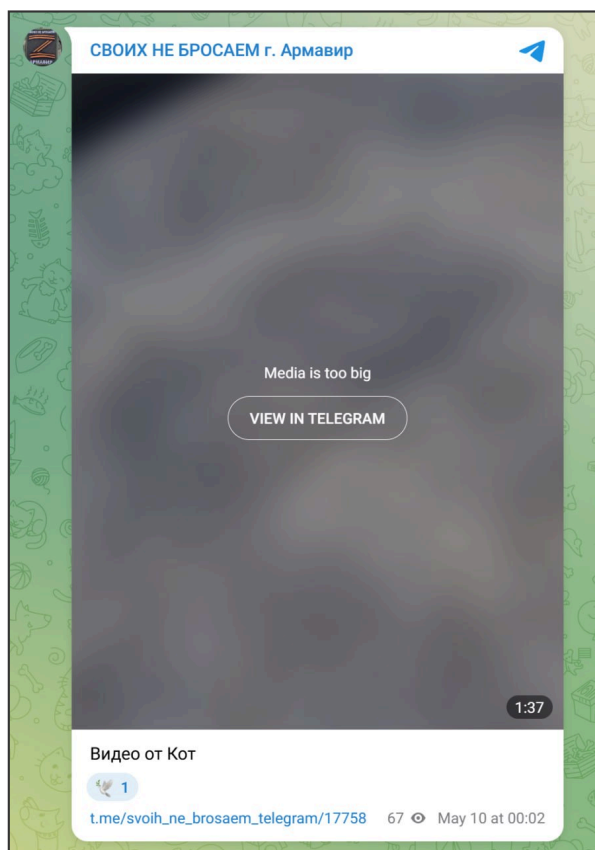 СВОИХ НЕ БРОСАЕМ г. Армавир
Media is too big
VIEW IN TELEGRAM
1:37
Видео от Кот
1
t.me/svoih_ne_brosaem_telegram/17758 67 May 10 at 00:02